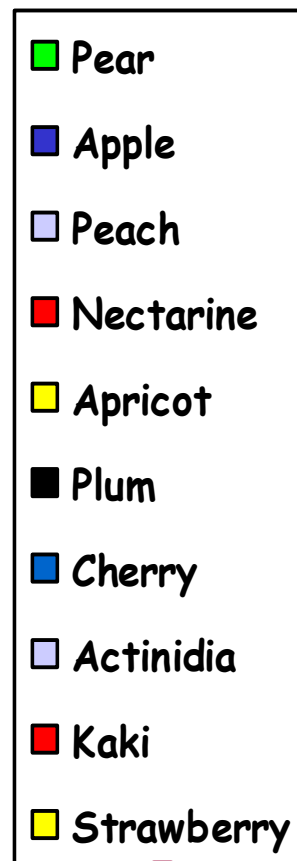 Pear
Apple
Peach
Nectarine
Apricot
Plum
Cherry
Actinidia
Kaki
Strawberry